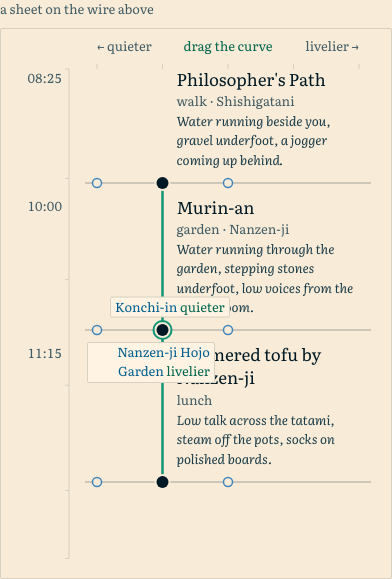 a sheet on the wire above
← quieter drag the curve livelier →
08:25
Philosopher's Path
walk · Shishigatani
Water running beside you,
gravel underfoot, a jogger
coming up behind.
10:00
Murin-an
garden · Nanzen-ji
Water running through the
garden, stepping stones
underfoot, low voices from the
Konchi-in quieter
Nanzen-ji Hojo
Garden livelier
11:15
tofu by
lunch
Low talk across the tatami,
steam off the pots, socks on
polished boards.